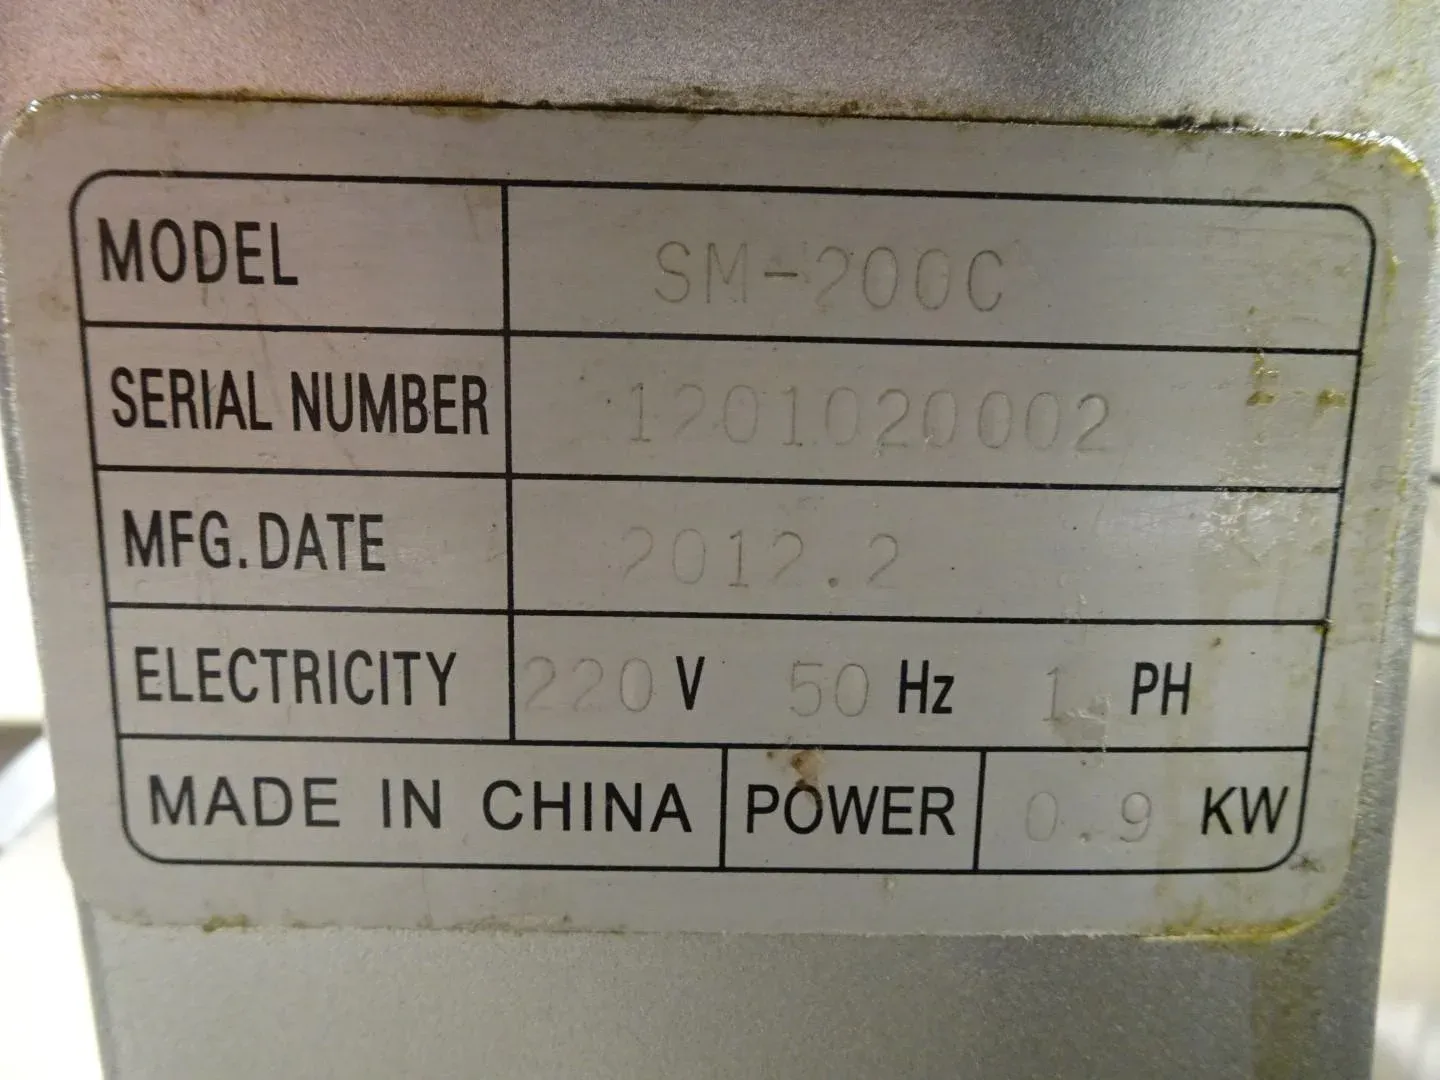 MODEL SM-200C
SERIAL NUMBER 1201020002
MFG. DATE 2012.2
ELECTRICITY 220 V 50 Hz 1 PH
MADE IN CHINA POWER 0.9 KW